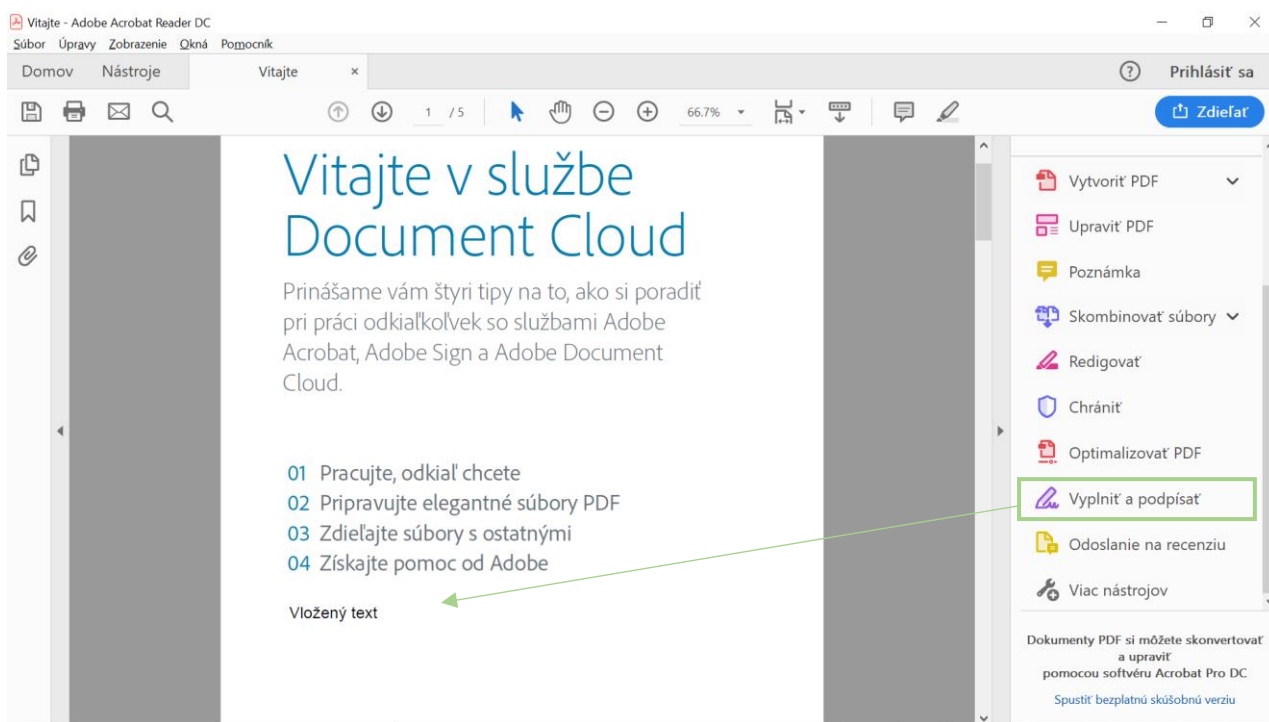 Vitajte - Adobe Acrobat Reader DC
Súbor Úpravy Zobrazenie Okná Pomocník
Domov Nástroje Vitajte × ? Prihlásiť sa
1 / 5 66.7% Zdieľať
Vitajte v službe
Document Cloud
Prinášame vám štyri tipy na to, ako si poradiť
pri práci odkiaľkoľvek so službami Adobe
Acrobat, Adobe Sign a Adobe Document
Cloud.
01 Pracujte, odkiaľ chcete
02 Pripravujte elegantné súbory PDF
03 Zdieľajte súbory s ostatnými
04 Získajte pomoc od Adobe
Vložený text
Vytvoriť PDF
Upraviť PDF
Poznámka
Skombinovať súbory
Redigovať
Chrániť
Optimalizovať PDF
Vyplniť a podpísať
Odoslanie na recenziu
Viac nástrojov
Dokumenty PDF si môžete skonvertovať
a upraviť
pomocou softvéru Acrobat Pro DC
Spustiť bezplatnú skúšobnú verziu